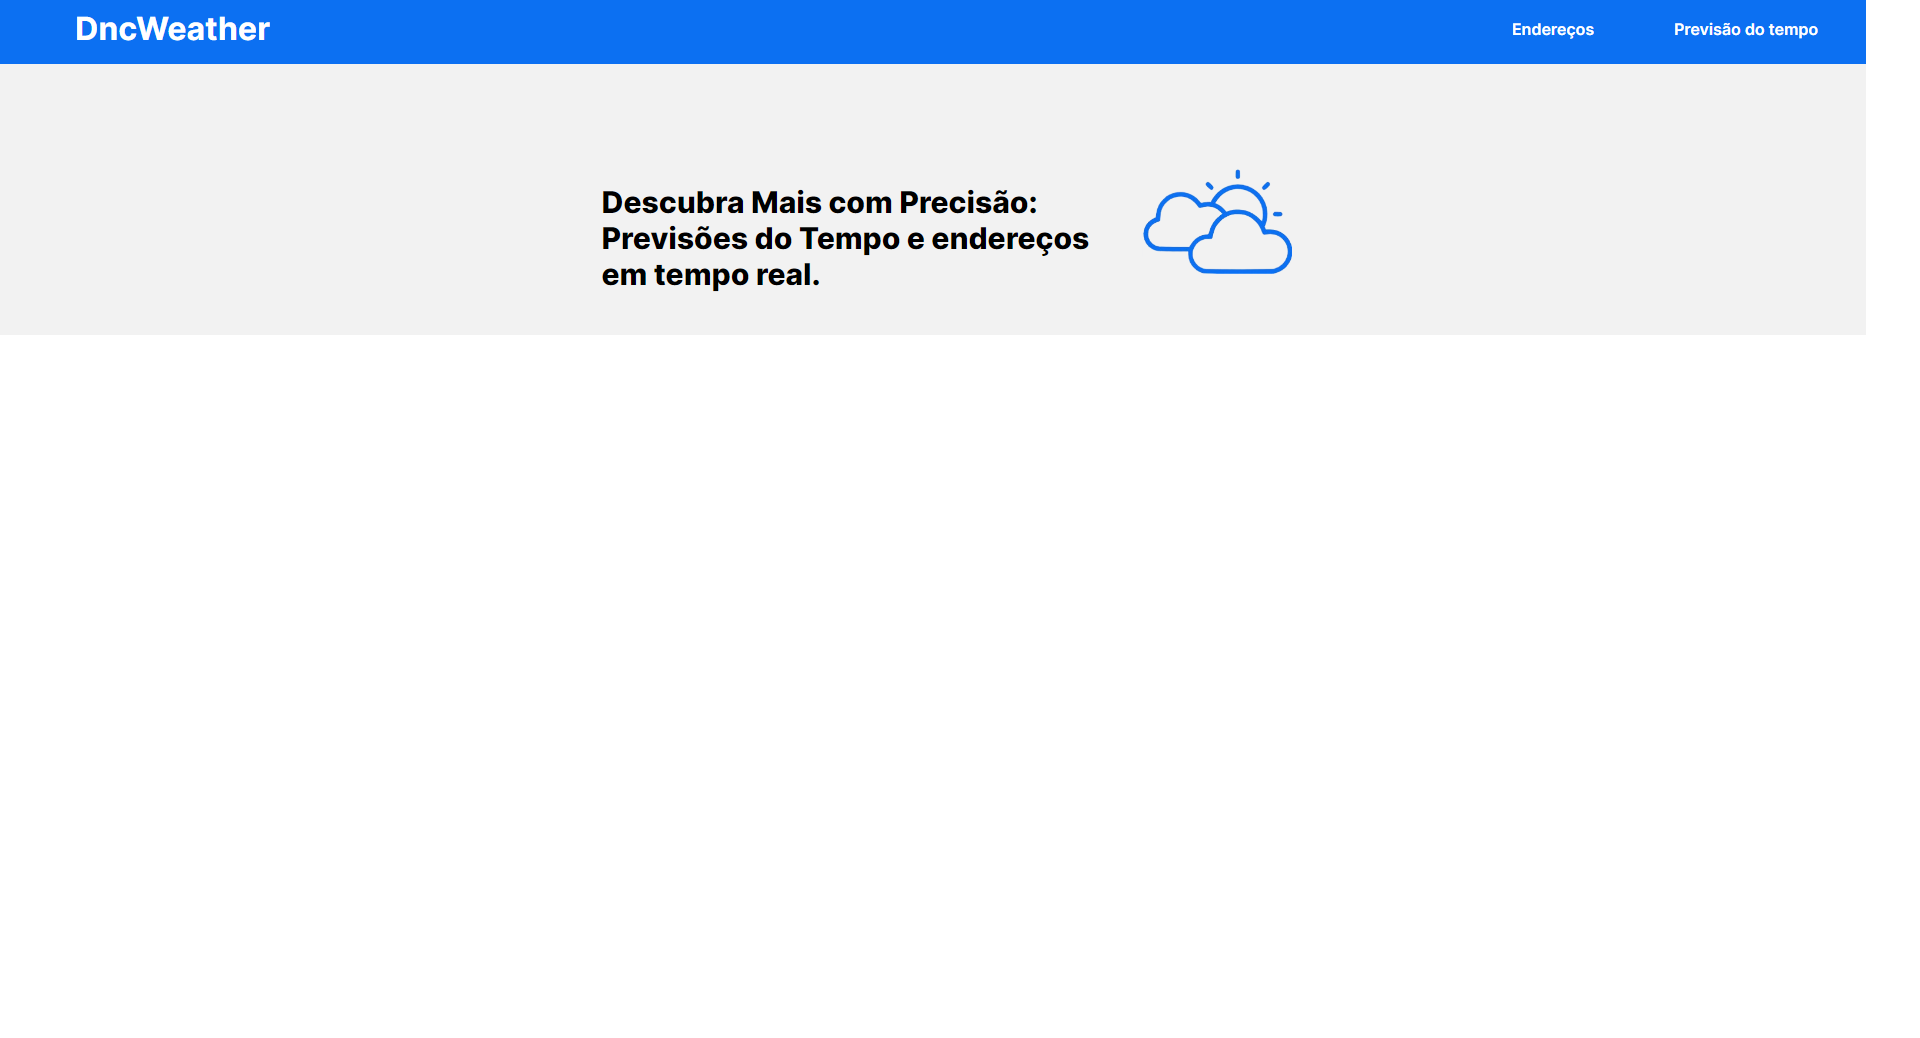 DncWeather
Endereços
Previsão do tempo
Descubra Mais com Precisão:
Previsões do Tempo e endereços
em tempo real.